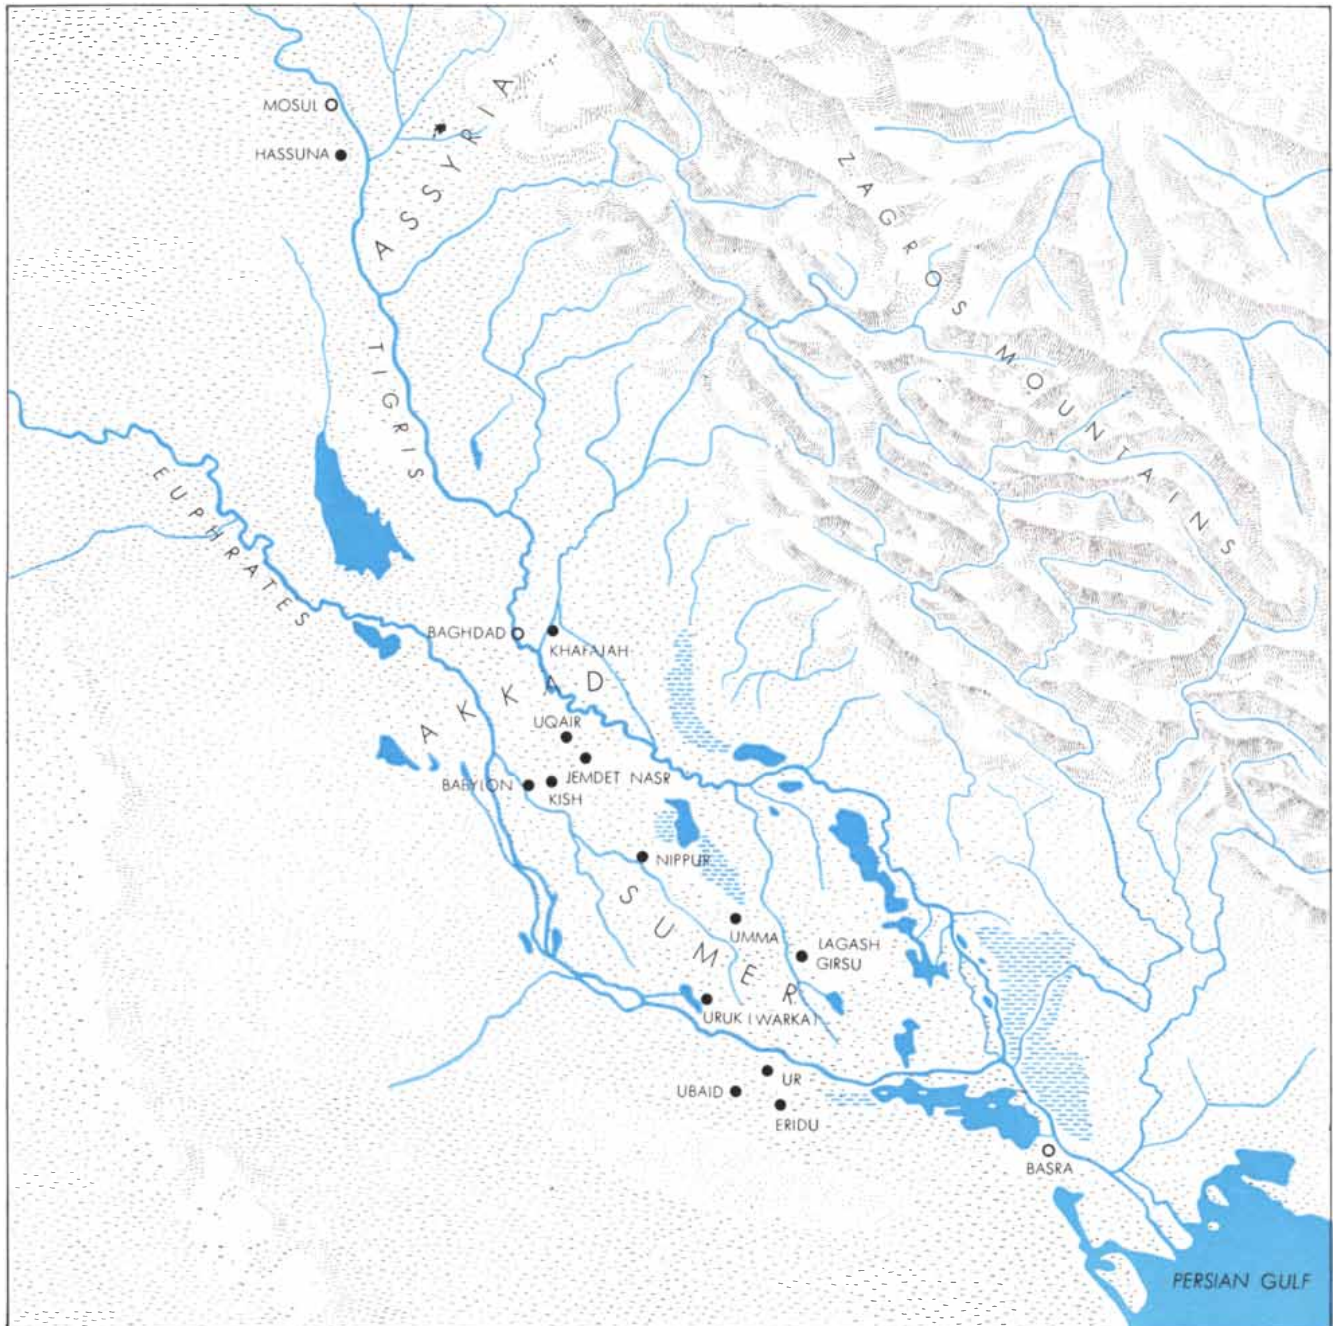 MOSUL
HASSUNA
ASSYRIA
ZAGROS MOUNTAINS
TIGRIS
EUPHRATES
BAGHDAD
KHAFAJAH
AKKAD
UQAIR
JEMDET NASR
BABYLON
KISH
NIPPUR
SUMER
UMMA
LAGASH
GIRSU
URUK (WARKA)
UR
UBAID
ERIDU
BASRA
PERSIAN GULF